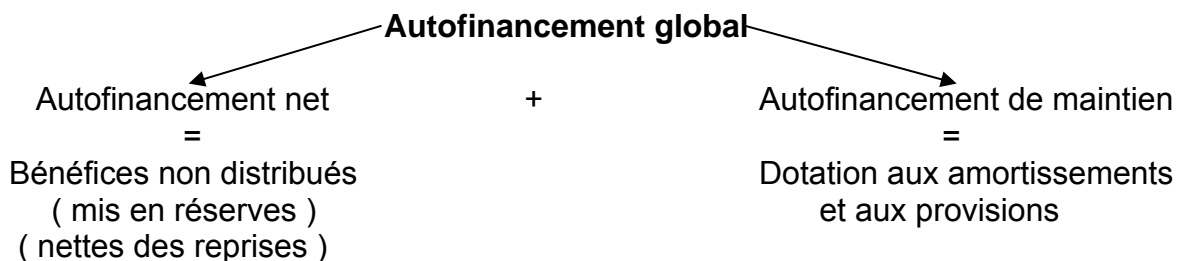 Autofinancement global
Autofinancement net + Autofinancement de maintien
= =
Bénéfices non distribués Dotation aux amortissements
( mis en réserves ) et aux provisions
( nettes des reprises )